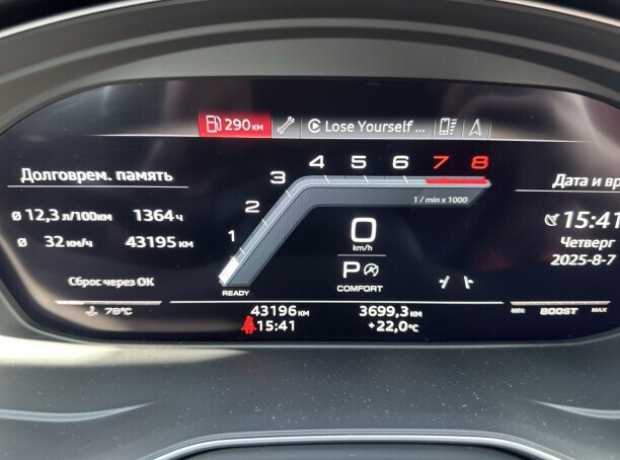 290 км Lose Yourself ...
Долговрем. память
ø 12,3 л/100км 1364 ч
ø 32 км/ч 43195 км
Сброс через ОК
78°C
1 2 3 4 5 6 7 8
1 / min x 1000
0
km/h
P
COMFORT
READY
43196 км 3699,3 км
15:41 +22,0°C
Дата и вр
15:41
Четверг
2025-8-7
MIN BOOST MAX